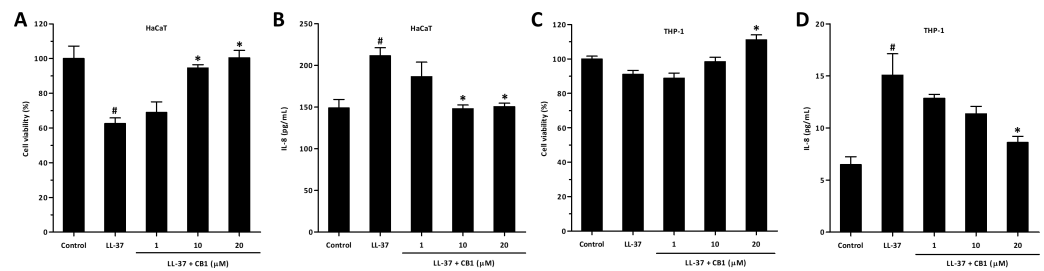 A
HaCaT
Cell viability (%)
120
100
80
60
40
20
0
#
*
*
Control
LL-37
1
10
20
LL-37 + CB1 (μM)
B
HaCaT
IL-8 (pg/mL)
250
200
150
100
50
0
#
*
*
Control
LL-37
1
10
20
LL-37 + CB1 (μM)
C
THP-1
Cell viability (%)
120
100
80
60
40
20
0
*
Control
LL-37
1
10
20
LL-37 + CB1 (μM)
D
THP-1
IL-8 (pg/mL)
20
15
10
5
0
#
*
Control
LL-37
1
10
20
LL-37 + CB1 (μM)